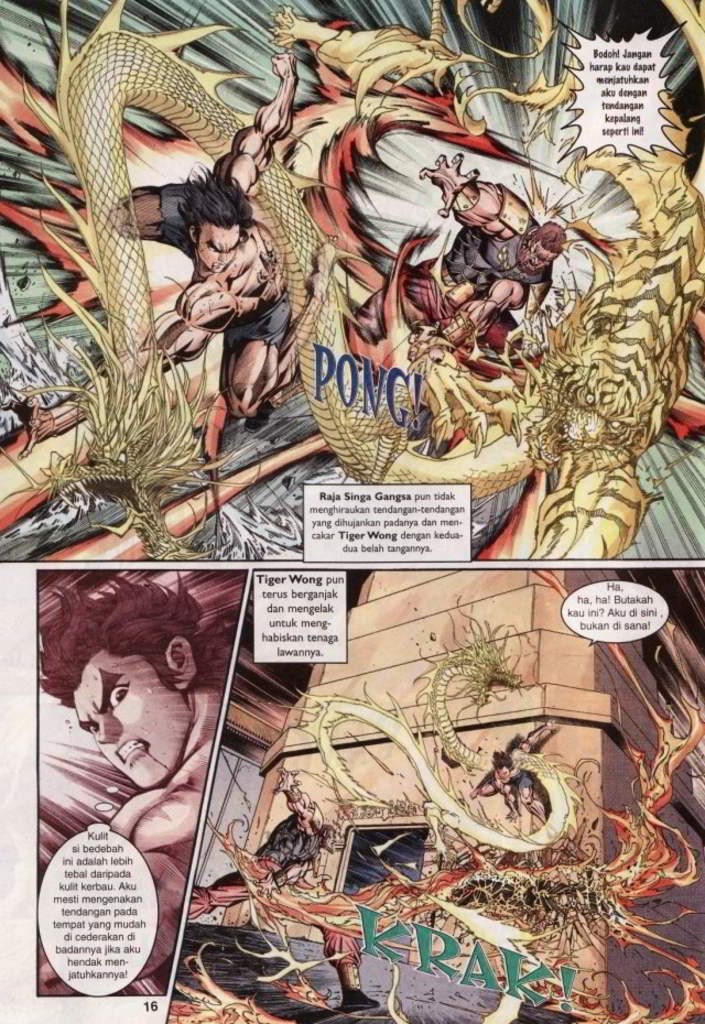 Bodoh! Jangan
harap kau dapat
menjatuhkan
aku dengan
tendangan
kepalang
seperti ini!
PONG!
Raja Singa Gangsa pun tidak
menghiraukan tendangan-tendangan
yang dihujankan padanya dan men-
cakar Tiger Wong dengan kedua-
dua belah tangannya.
Tiger Wong pun
terus berganjak
dan mengelak
untuk meng-
habiskan tenaga
lawannya.
Ha,
ha, ha! Butakah
kau ini? Aku di sini ,
bukan di sana!
Kulit
si bedebah
ini adalah lebih
tebal daripada
kulit kerbau. Aku
mesti mengenakan
tendangan pada
tempat yang mudah
di cederakan di
badannya jika aku
hendak men-
jatuhkannya!
KRAK!
16